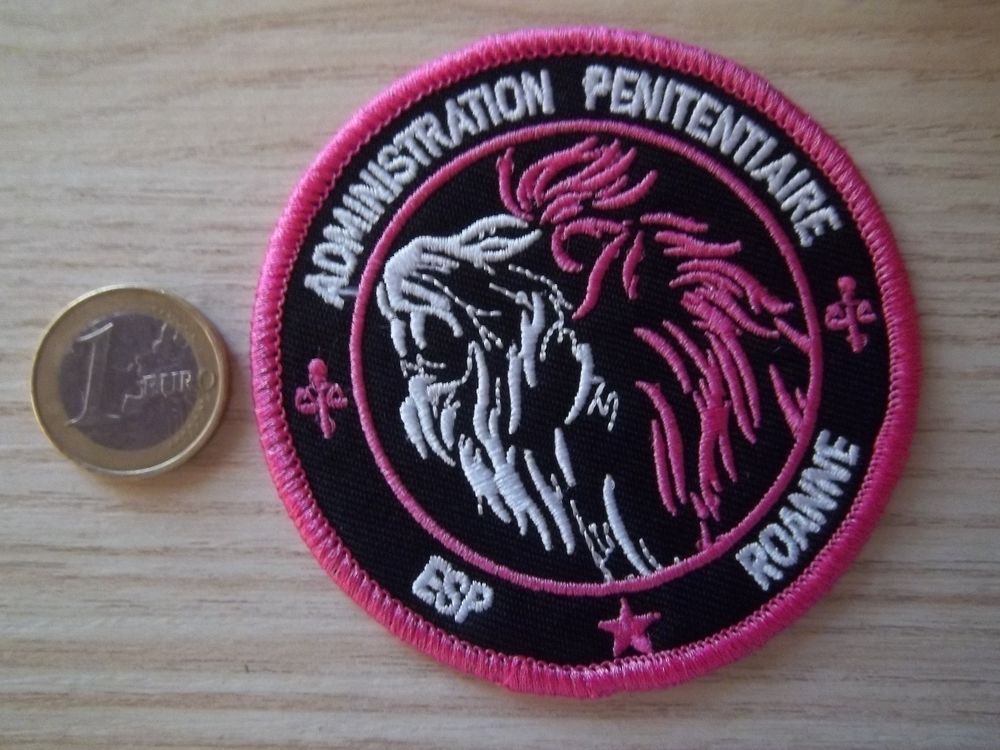 ADMINISTRATION PENITENTIAIRE
ESP
ROANNE
1 EURO